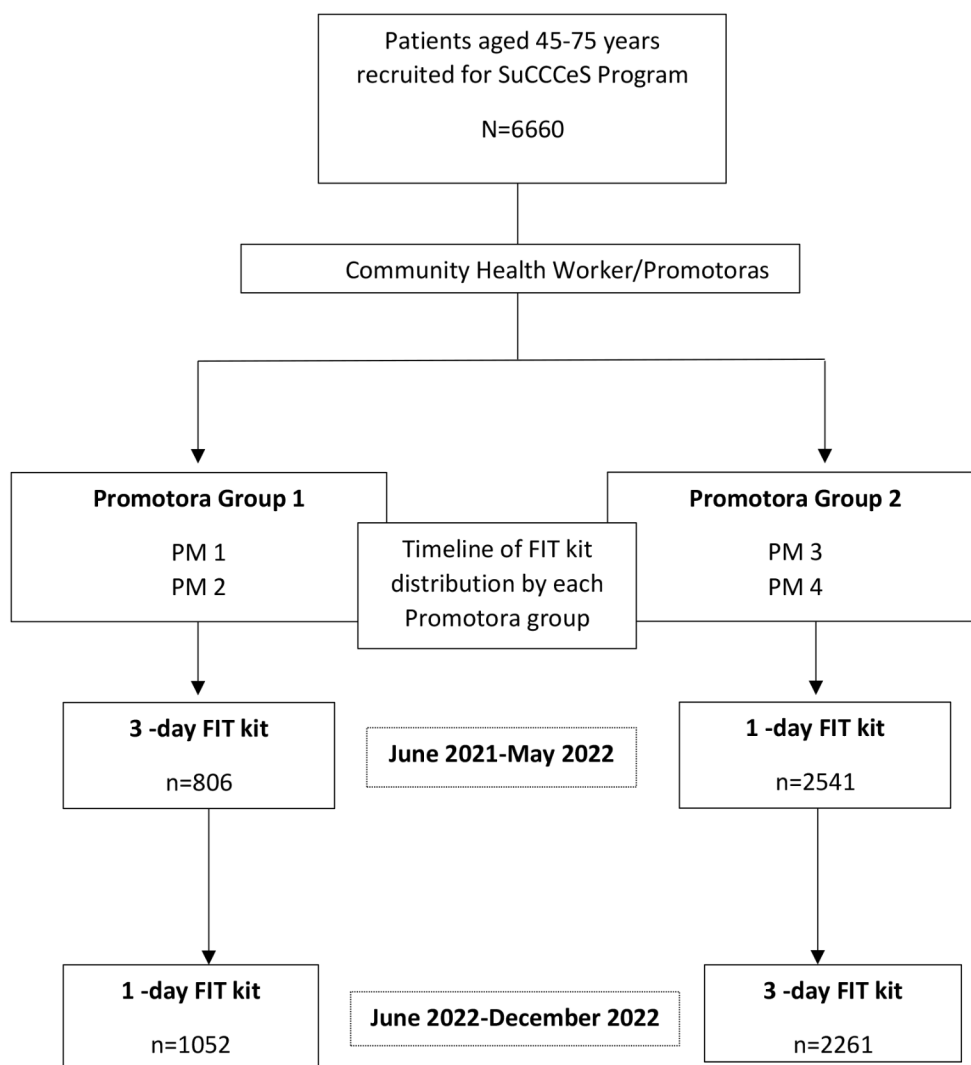 Patients aged 45-75 years
recruited for SuCCCeS Program
N=6660
Community Health Worker/Promotoras
Promotora Group 1
PM 1
PM 2
Timeline of FIT kit
distribution by each
Promotora group
Promotora Group 2
PM 3
PM 4
3 -day FIT kit
n=806
June 2021-May 2022
1 -day FIT kit
n=2541
1 -day FIT kit
n=1052
June 2022-December 2022
3 -day FIT kit
n=2261